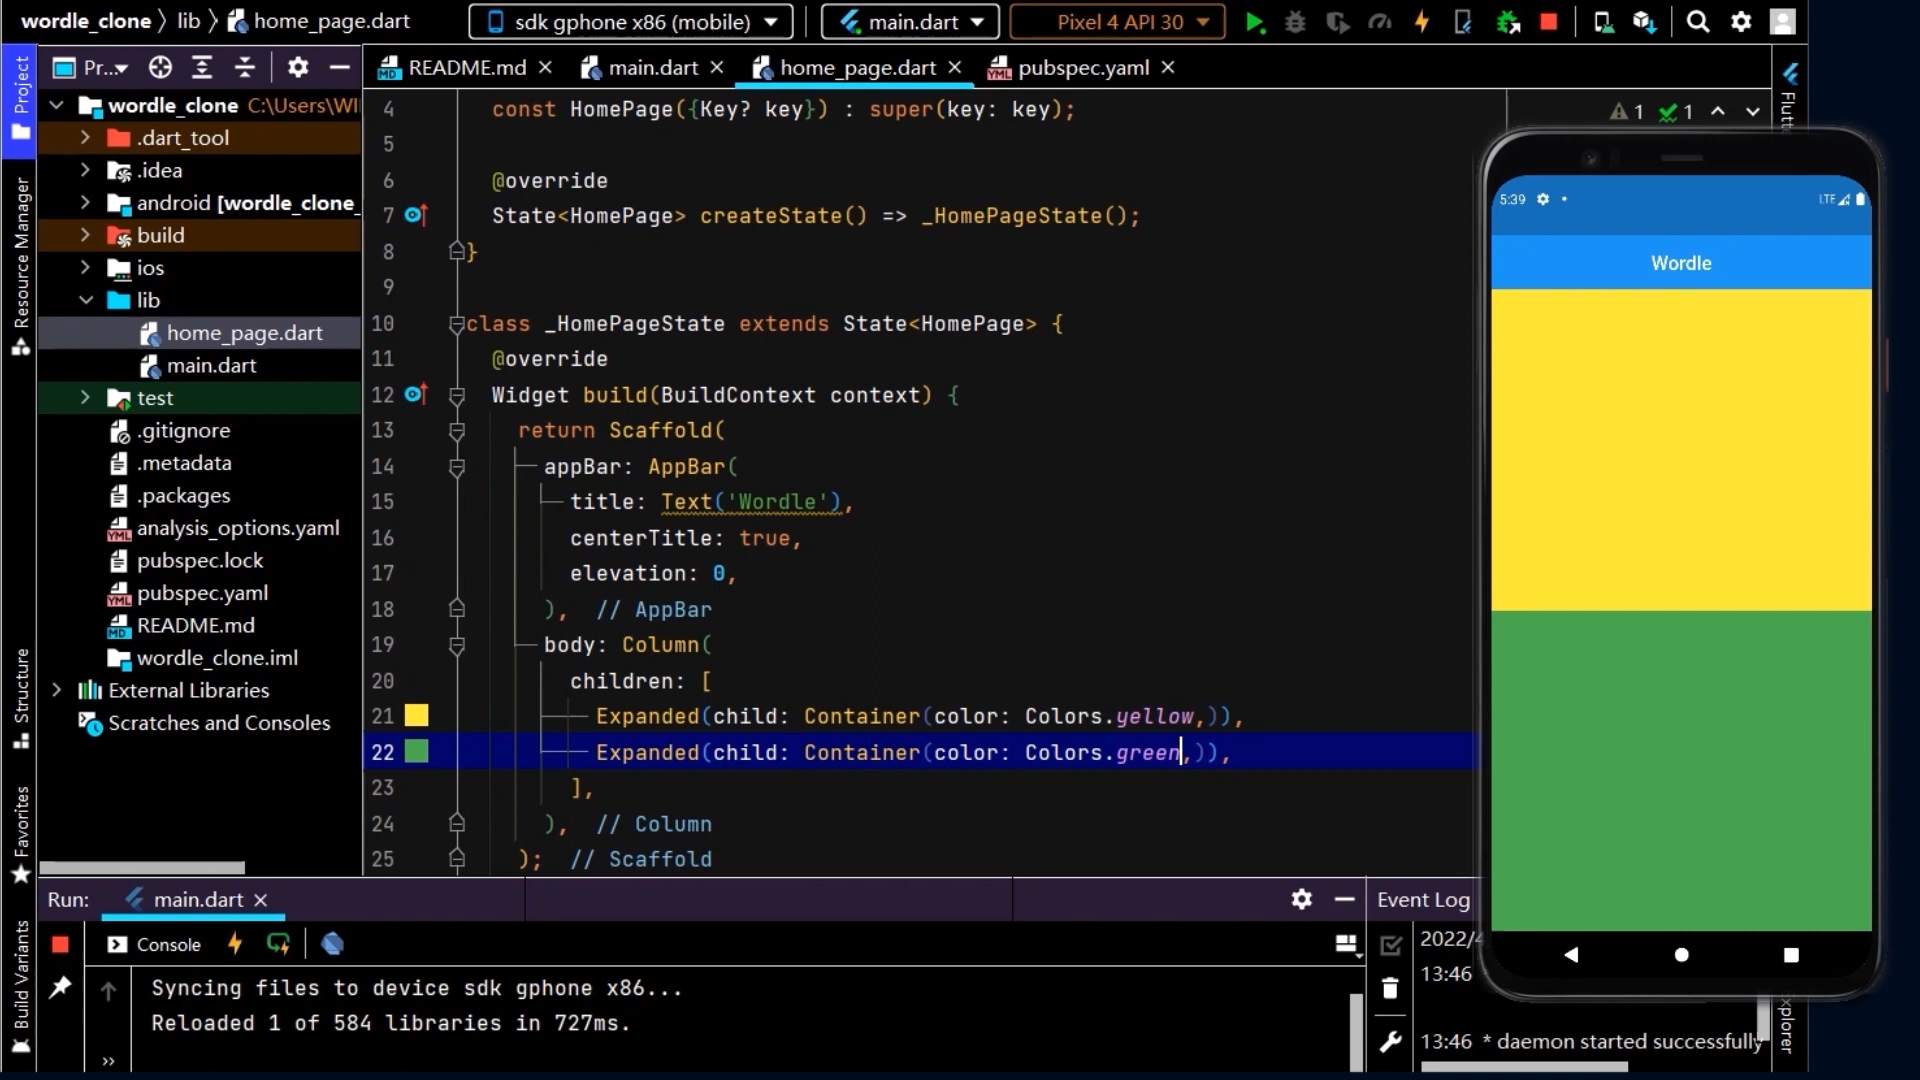 wordle_clone 〉 lib 〉 home_page.dart
sdk gphone x86 (mobile)
main.dart
Pixel 4 API 30
Project
Pr...
README.md
main.dart
home_page.dart
pubspec.yaml
wordle_clone C:\Users\WI
.dart_tool
.idea
android [wordle_clone_
build
ios
lib
home_page.dart
main.dart
test
.gitignore
.metadata
.packages
analysis_options.yaml
pubspec.lock
pubspec.yaml
README.md
wordle_clone.iml
External Libraries
Scratches and Consoles
Resource Manager
Structure
Favorites
Build Variants
1 1
4 const HomePage({Key? key}) : super(key: key);
5
6 @override
7 State<HomePage> createState() => _HomePageState();
8 }
9
10 class _HomePageState extends State<HomePage> {
11 @override
12 Widget build(BuildContext context) {
13 return Scaffold(
14 appBar: AppBar(
15 title: Text('Wordle'),
16 centerTitle: true,
17 elevation: 0,
18 ), // AppBar
19 body: Column(
20 children: [
21 Expanded(child: Container(color: Colors.yellow,)),
22 Expanded(child: Container(color: Colors.green,)),
23 ],
24 ), // Column
25 ); // Scaffold
Flutt
5:39
LTE
Wordle
Run:
main.dart
Console
Syncing files to device sdk gphone x86...
Reloaded 1 of 584 libraries in 727ms.
Event Log
2022/4
13:46
13:46 * daemon started successfully
xplorer